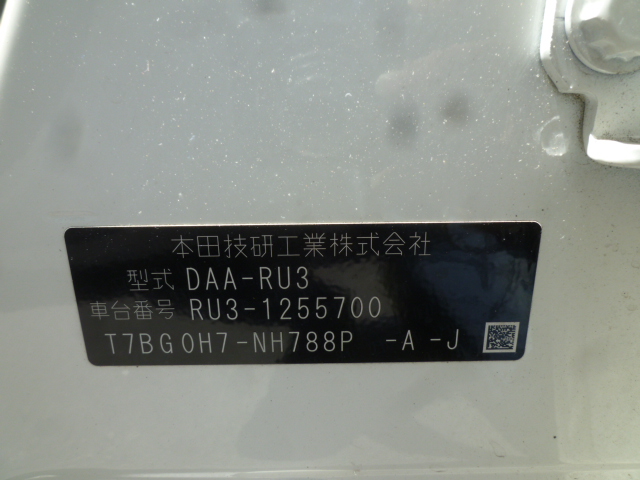 本田技研工業株式会社
型式 DAA-RU3
車台番号 RU3-1255700
T7BG0H7-NH788P -A -J